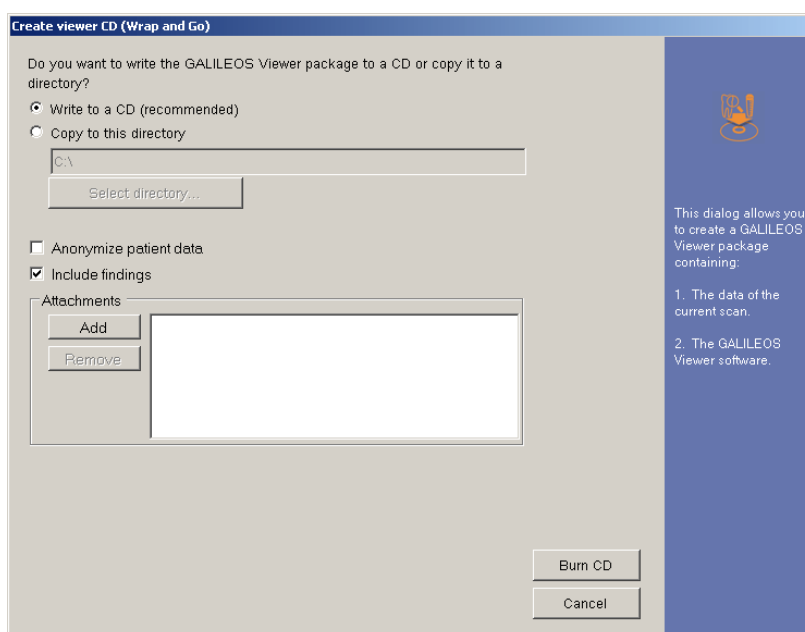 Create viewer CD (Wrap and Go)
Do you want to write the GALILEOS Viewer package to a CD or copy it to a
directory?
Write to a CD (recommended)
Copy to this directory
C:\
Select directory...
Anonymize patient data
Include findings
Attachments
Add
Remove
Burn CD
Cancel
This dialog allows you
to create a GALILEOS
Viewer package
containing:
1. The data of the
current scan.
2. The GALILEOS
Viewer software.